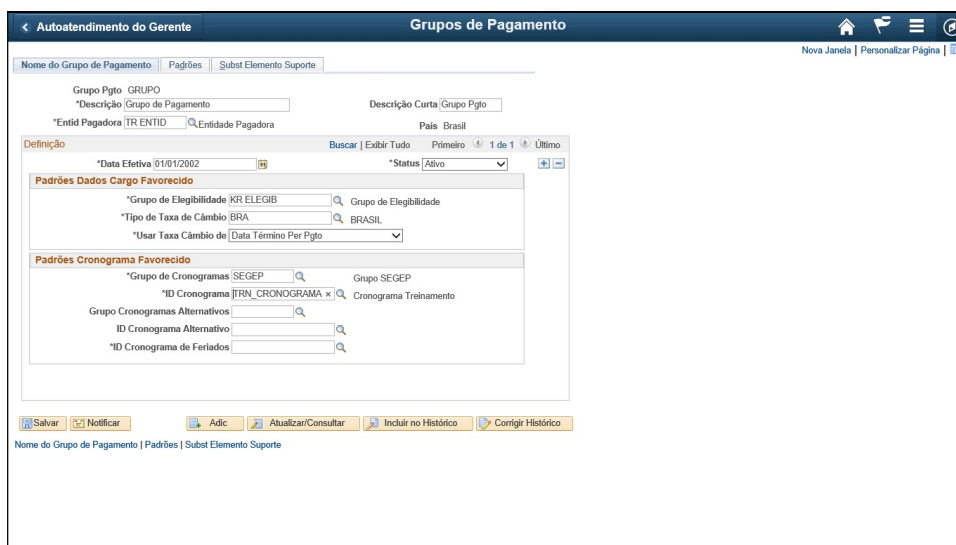 Autoatendimento do Gerente Grupos de Pagamento
Nova Janela | Personalizar Página |
Nome do Grupo de Pagamento Padrões Subst Elemento Suporte
Grupo Pgto GRUPO
*Descrição Grupo de Pagamento Descrição Curta Grupo Pgto
*Entid Pagadora TR ENTID Entidade Pagadora País Brasil
Definição Buscar | Exibir Tudo Primeiro 1 de 1 Último
*Data Efetiva 01/01/2002 *Status Ativo
Padrões Dados Cargo Favorecido
*Grupo de Elegibilidade KR ELEGIB Grupo de Elegibilidade
*Tipo de Taxa de Câmbio BRA BRASIL
*Usar Taxa Câmbio de Data Término Per Pgto
Padrões Cronograma Favorecido
*Grupo de Cronogramas SEGEP Grupo SEGEP
*ID Cronograma TRN_CRONOGRAMA × Cronograma Treinamento
Grupo Cronogramas Alternativos
ID Cronograma Alternativo
*ID Cronograma de Feriados
Salvar Notificar Adic Atualizar/Consultar Incluir no Histórico Corrigir Histórico
Nome do Grupo de Pagamento | Padrões | Subst Elemento Suporte